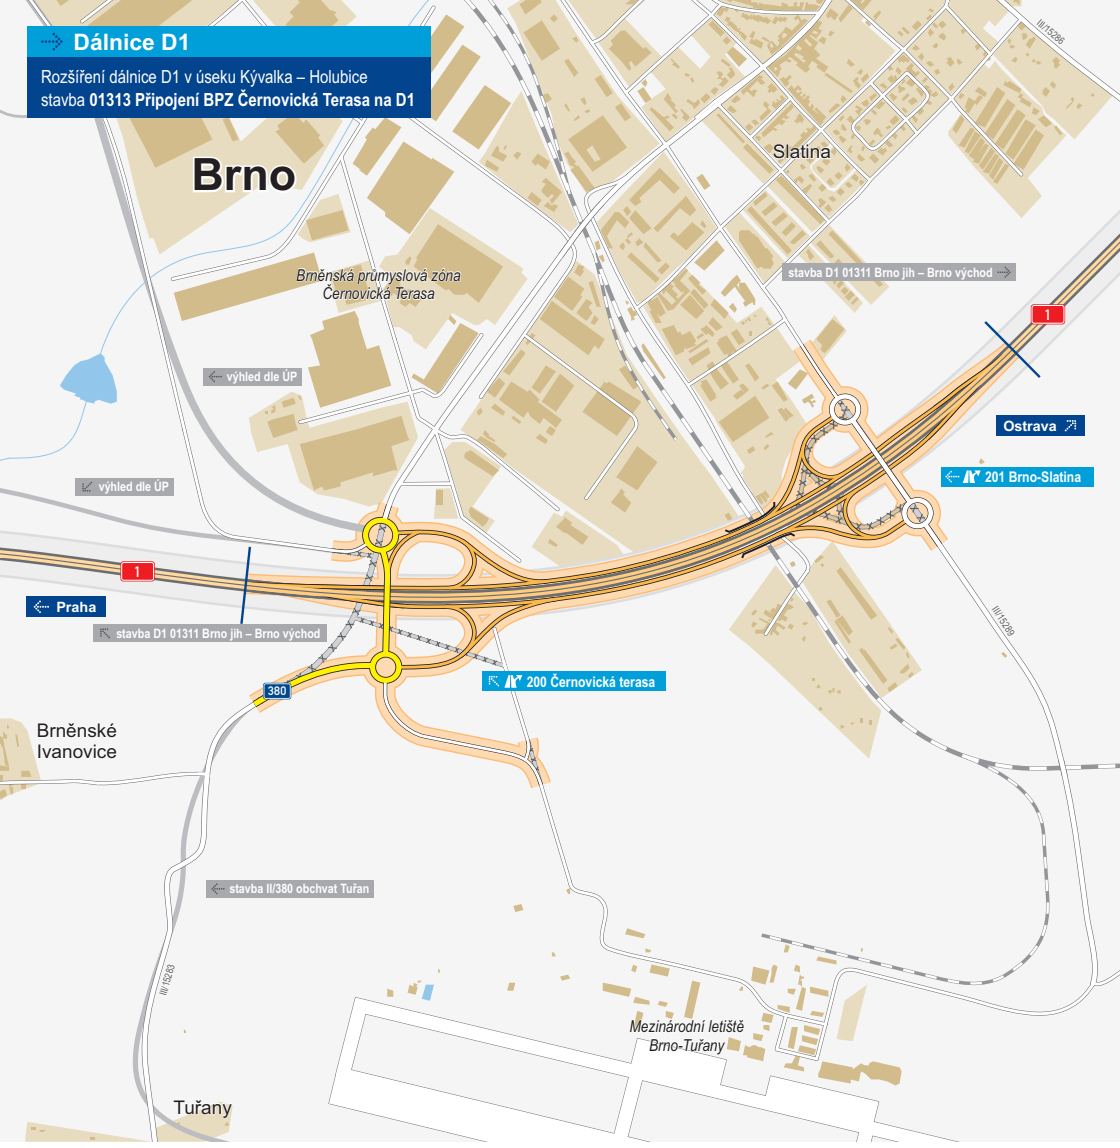 Dálnice D1
Rozšíření dálnice D1 v úseku Kývalka – Holubice
stavba 01313 Připojení BPZ Černovická Terasa na D1
III/15286
Brno
Slatina
Brněnská průmyslová zóna
Černovická Terasa
stavba D1 01311 Brno jih – Brno východ
1
výhled dle ÚP
Ostrava
201 Brno-Slatina
výhled dle ÚP
1
Praha
stavba D1 01311 Brno jih – Brno východ
III/15289
200 Černovická terasa
380
Brněnské
Ivanovice
stavba II/380 obchvat Tuřan
III/15283
Mezinárodní letiště
Brno-Tuřany
Tuřany